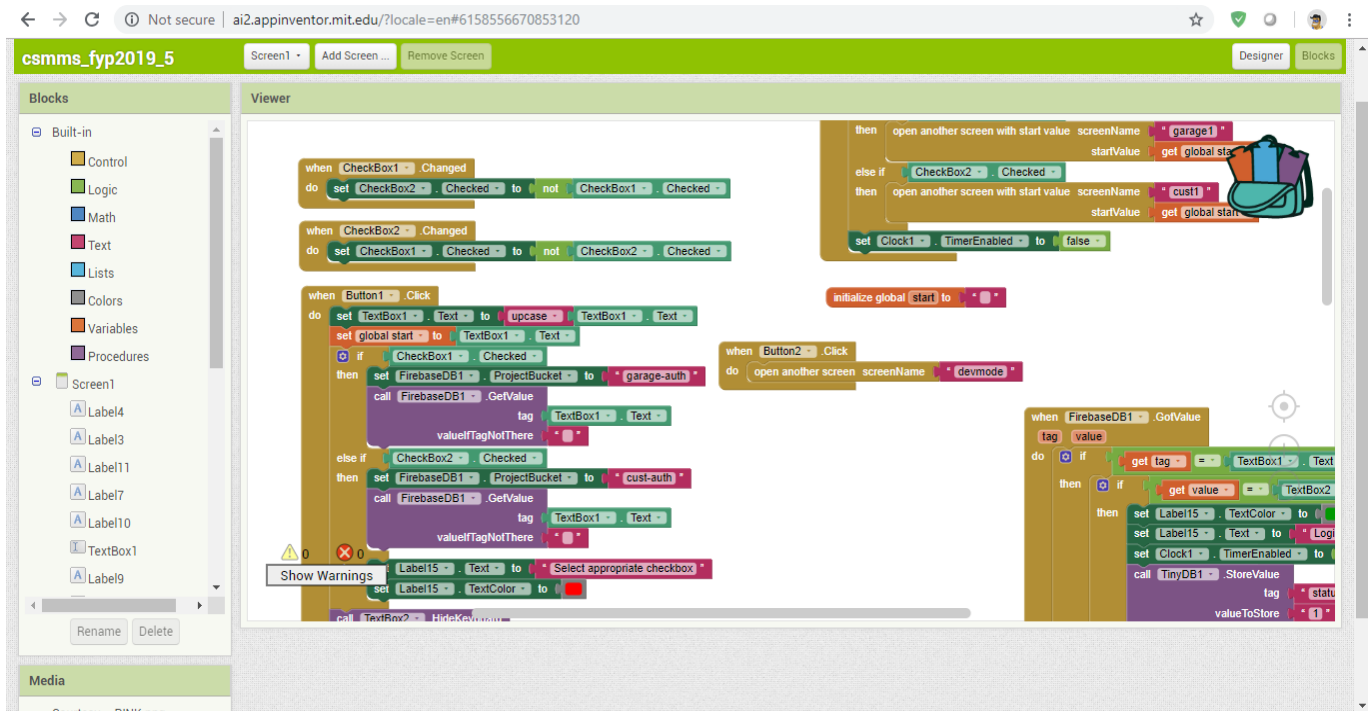 Not secure | ai2.appinventor.mit.edu/?locale=en#6158556670853120
csmms_fyp2019_5 Screen1 Add Screen ... Remove Screen Designer Blocks
Blocks
Built-in
Control
Logic
Math
Text
Lists
Colors
Variables
Procedures
Screen1
Label4
Label3
Label11
Label7
Label10
TextBox1
Label9
Rename Delete
Media
Viewer
when CheckBox1 .Changed
do set CheckBox2 . Checked to not CheckBox1 . Checked
when CheckBox2 .Changed
do set CheckBox1 . Checked to not CheckBox2 . Checked
when Button1 .Click
do set TextBox1 . Text to upcase TextBox1 . Text
set global start to TextBox1 . Text
if CheckBox1 . Checked
then set FirebaseDB1 . ProjectBucket to " garage-auth "
call FirebaseDB1 .GetValue
tag TextBox1 . Text
valueIfTagNotThere " "
else if CheckBox2 . Checked
then set FirebaseDB1 . ProjectBucket to " cust-auth "
call FirebaseDB1 .GetValue
tag TextBox1 . Text
valueIfTagNotThere " "
Label15 . Text to " Select appropriate checkbox "
set Label15 . TextColor to
call TextBox2 . HideKeyboard
0 0
Show Warnings
then open another screen with start value screenName " garage1 "
startValue get global sta
else if CheckBox2 . Checked
then open another screen with start value screenName " cust1 "
startValue get global start
set Clock1 . TimerEnabled to false
initialize global start to " "
when Button2 .Click
do open another screen screenName " devmode "
when FirebaseDB1 .GotValue
tag value
do if get tag = TextBox1 . Text
then if get value = TextBox2
then set Label15 . TextColor to
set Label15 . Text to " Logi
set Clock1 . TimerEnabled to
call TinyDB1 .StoreValue
tag " statu
valueToStore " 1 "